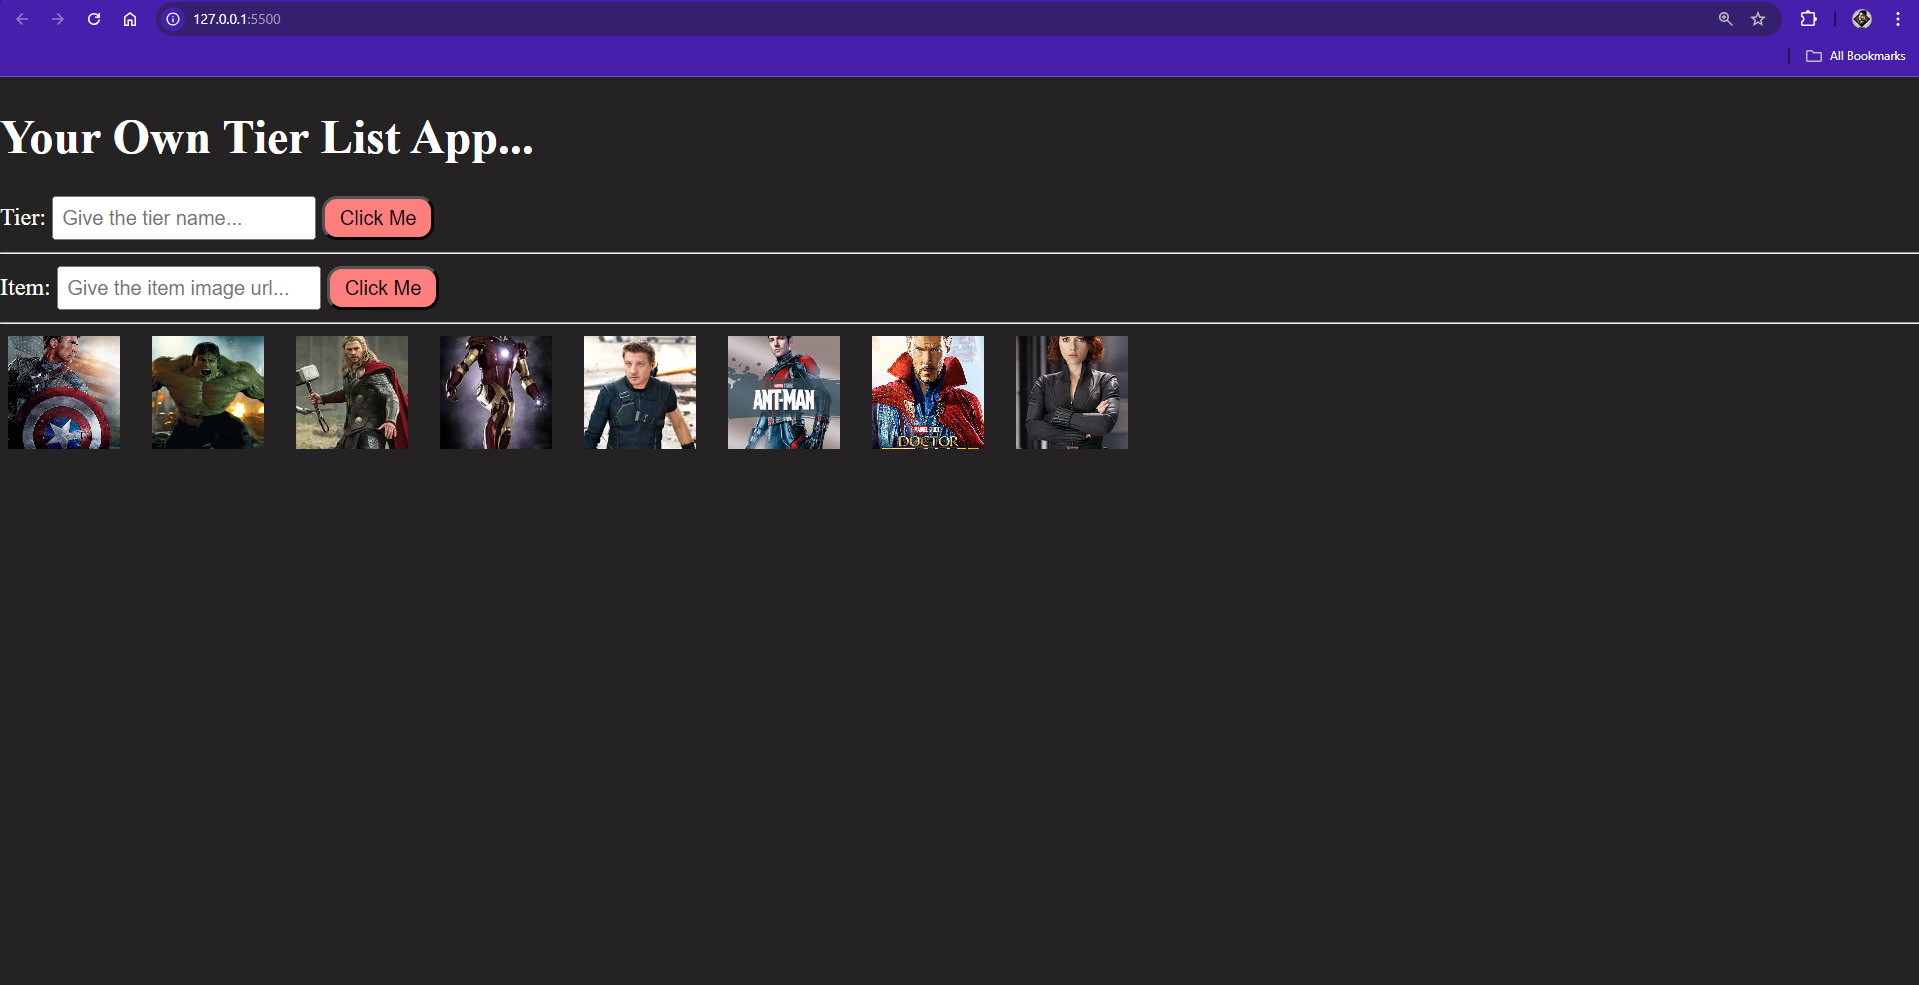 127.0.0.1:5500
All Bookmarks
Your Own Tier List App...
Tier: Give the tier name... Click Me
Item: Give the item image url... Click Me
ANT-MAN
DOCTOR